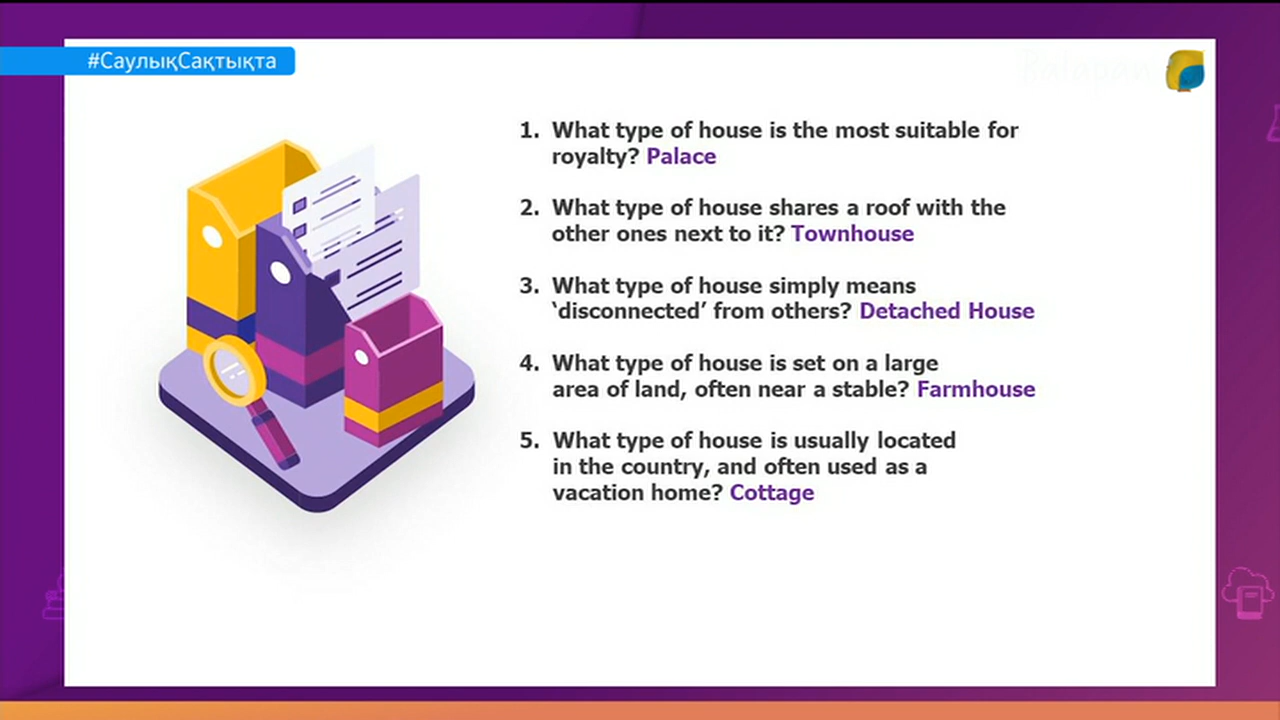 #СаулықСақтықта
1. What type of house is the most suitable for
royalty? Palace
2. What type of house shares a roof with the
other ones next to it? Townhouse
3. What type of house simply means
‘disconnected’ from others? Detached House
4. What type of house is set on a large
area of land, often near a stable? Farmhouse
5. What type of house is usually located
in the country, and often used as a
vacation home? Cottage